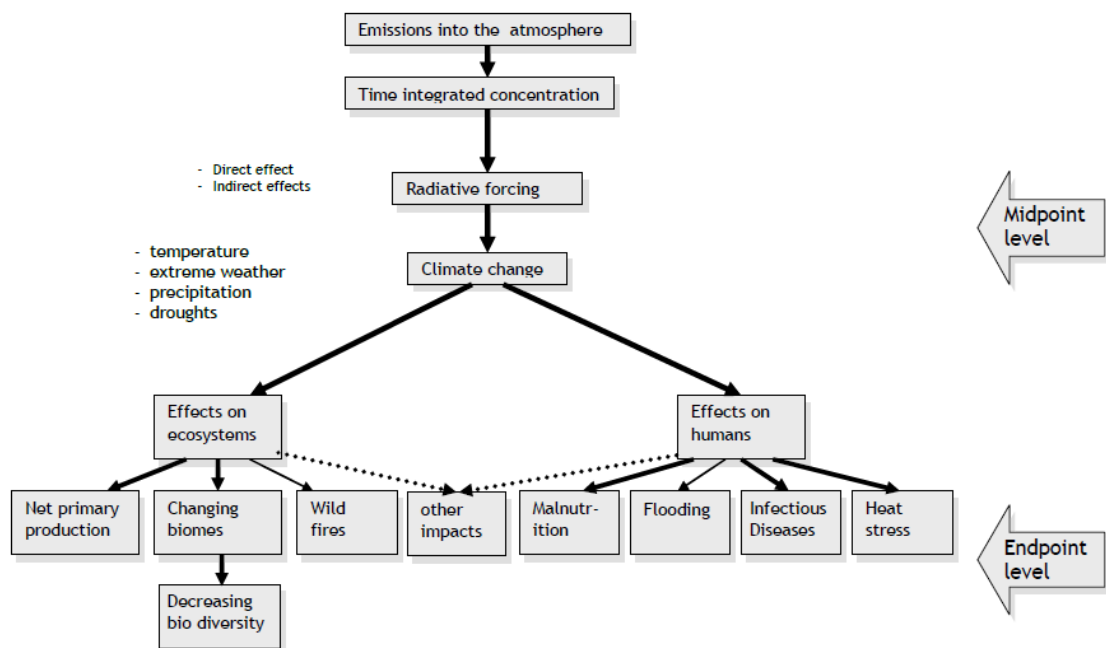 Emissions into the atmosphere
Time integrated concentration
- Direct effect
- Indirect effects
Radiative forcing
Midpoint
level
- temperature
- extreme weather
- precipitation
- droughts
Climate change
Effects on
ecosystems
Effects on
humans
Net primary
production
Changing
biomes
Wild
fires
other
impacts
Malnutr-
ition
Flooding
Infectious
Diseases
Heat
stress
Endpoint
level
Decreasing
bio diversity